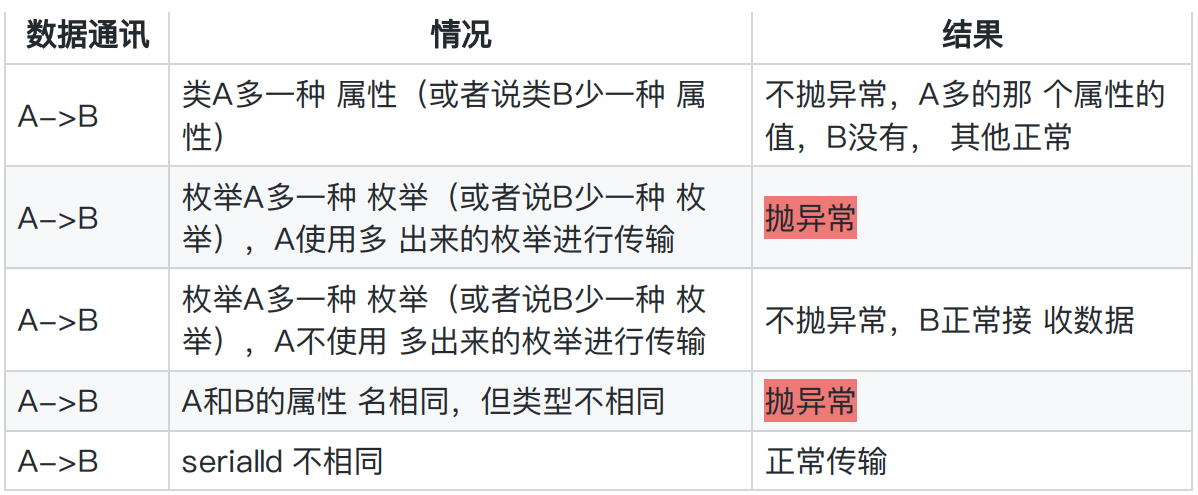 数据通讯 情况 结果
A->B
类A多一种 属性（或者说类B少一种 属
性）
不抛异常，A多的那 个属性的
值，B没有， 其他正常
A->B
枚举A多一种 枚举（或者说B少一种 枚
举），A使用多 出来的枚举进行传输
抛异常
A->B
枚举A多一种 枚举（或者说B少一种 枚
举），A不使用 多出来的枚举进行传输
不抛异常，B正常接 收数据
A->B
A和B的属性 名相同，但类型不相同
抛异常
A->B
serialId 不相同
正常传输